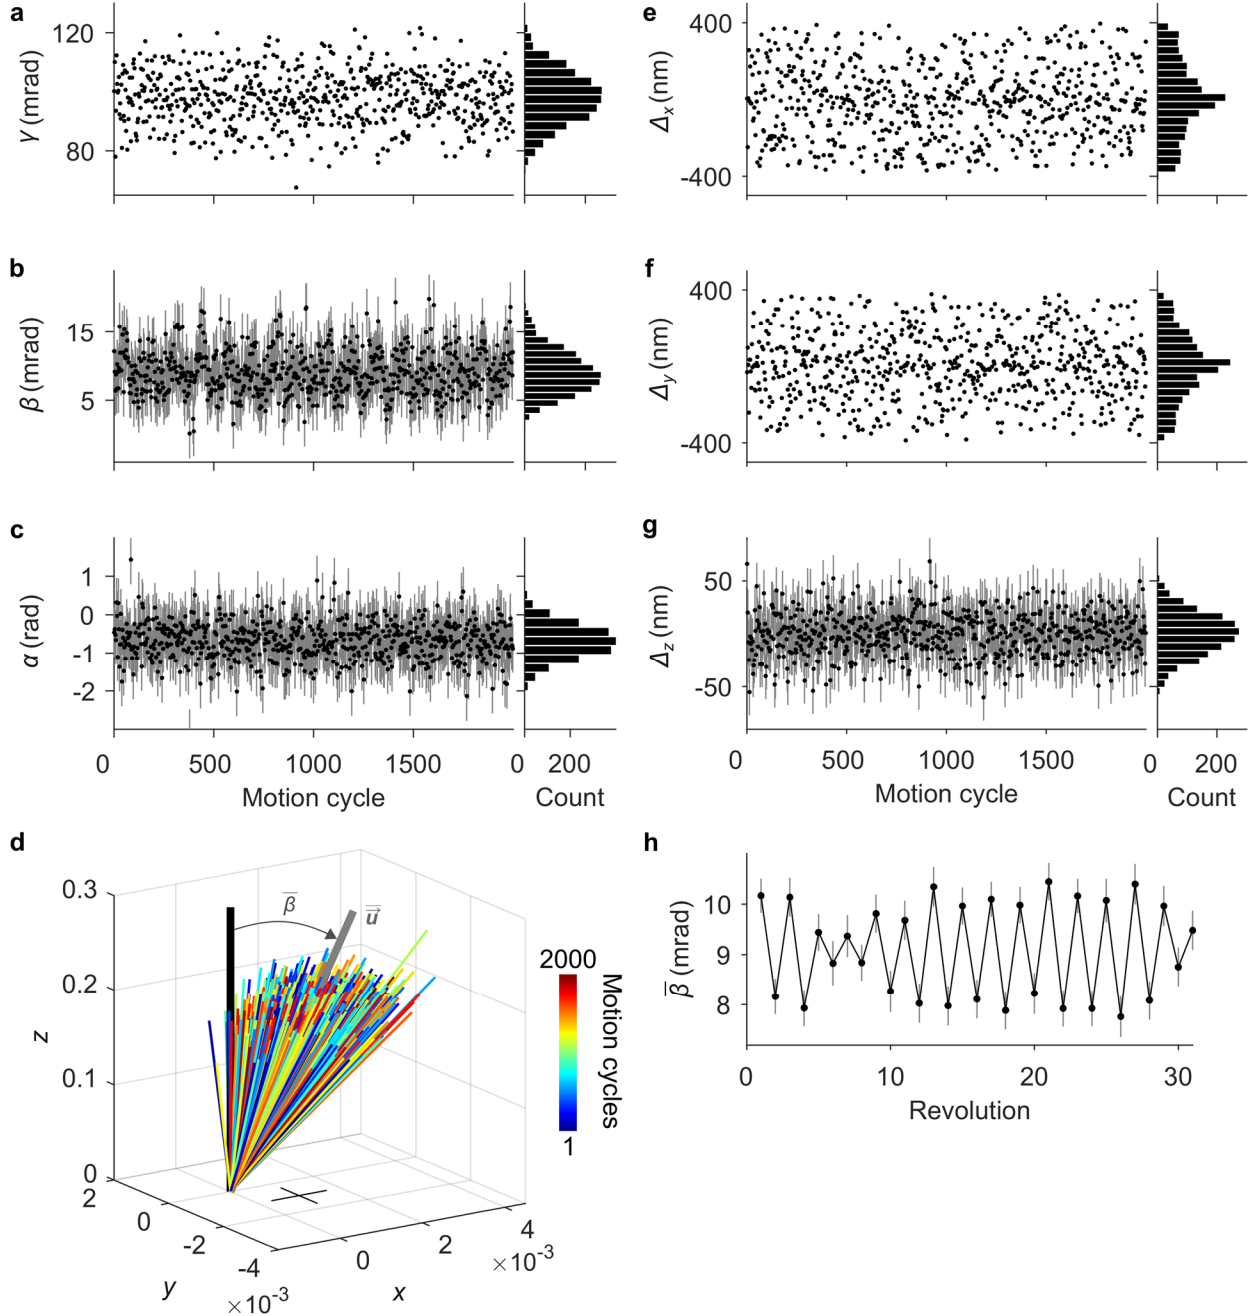 a
120
80
γ (mrad)
b
15
5
β (mrad)
c
1
0
-1
-2
α (rad)
0
500
1000
1500
0 200
Motion cycle
Count
e
400
-400
Δx (nm)
f
400
-400
Δy (nm)
g
50
-50
Δz (nm)
0
500
1000
1500
0 200
Motion cycle
Count
d
0.3
0.2
0.1
0
z
2
0
-2
-4
×10-3
y
0
2
4
×10-3
x
β̅
u̅⃗
2000
1
Motion cycles
h
10
9
8
β̅ (mrad)
0
10
20
30
Revolution